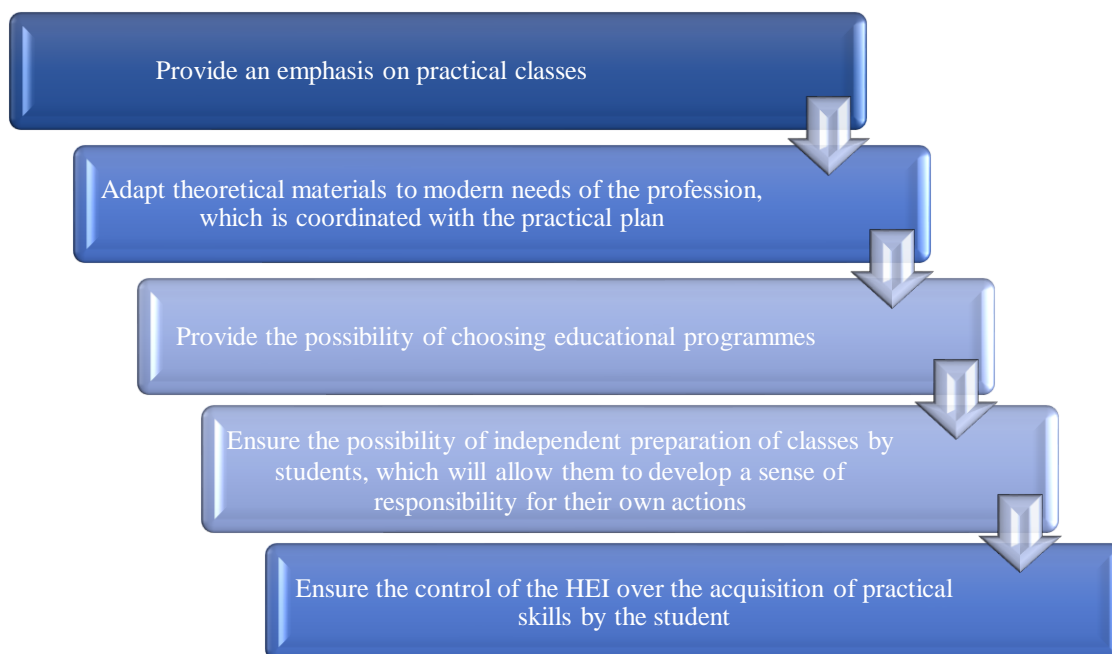 Provide an emphasis on practical classes
Adapt theoretical materials to modern needs of the profession,
which is coordinated with the practical plan
Provide the possibility of choosing educational programmes
Ensure the possibility of independent preparation of classes by
students, which will allow them to develop a sense of
responsibility for their own actions
Ensure the control of the HEI over the acquisition of practical
skills by the student